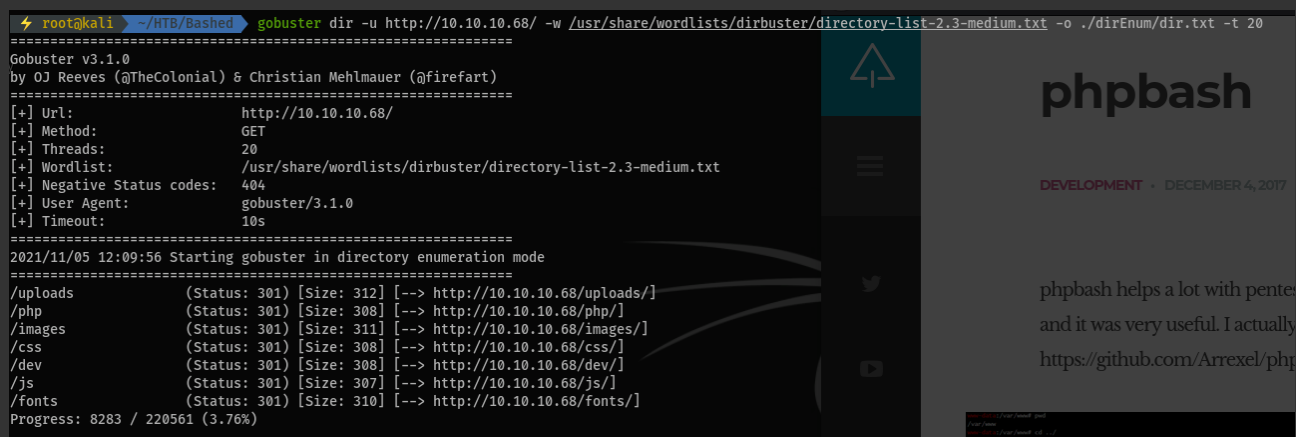 ⚡ root@kali ~/HTB/Bashed gobuster dir -u http://10.10.10.68/ -w /usr/share/wordlists/dirbuster/directory-list-2.3-medium.txt -o ./dirEnum/dir.txt -t 20
===============================================================
Gobuster v3.1.0
by OJ Reeves (@TheColonial) & Christian Mehlmauer (@firefart)
===============================================================
[+] Url: http://10.10.10.68/
[+] Method: GET
[+] Threads: 20
[+] Wordlist: /usr/share/wordlists/dirbuster/directory-list-2.3-medium.txt
[+] Negative Status codes: 404
[+] User Agent: gobuster/3.1.0
[+] Timeout: 10s
===============================================================
2021/11/05 12:09:56 Starting gobuster in directory enumeration mode
===============================================================
/uploads (Status: 301) [Size: 312] [--> http://10.10.10.68/uploads/]
/php (Status: 301) [Size: 308] [--> http://10.10.10.68/php/]
/images (Status: 301) [Size: 311] [--> http://10.10.10.68/images/]
/css (Status: 301) [Size: 308] [--> http://10.10.10.68/css/]
/dev (Status: 301) [Size: 308] [--> http://10.10.10.68/dev/]
/js (Status: 301) [Size: 307] [--> http://10.10.10.68/js/]
/fonts (Status: 301) [Size: 310] [--> http://10.10.10.68/fonts/]
Progress: 8283 / 220561 (3.76%)
phpbash
DEVELOPMENT • DECEMBER 4, 2017
phpbash helps a lot with pentes
and it was very useful. I actually
https://github.com/Arrexel/php